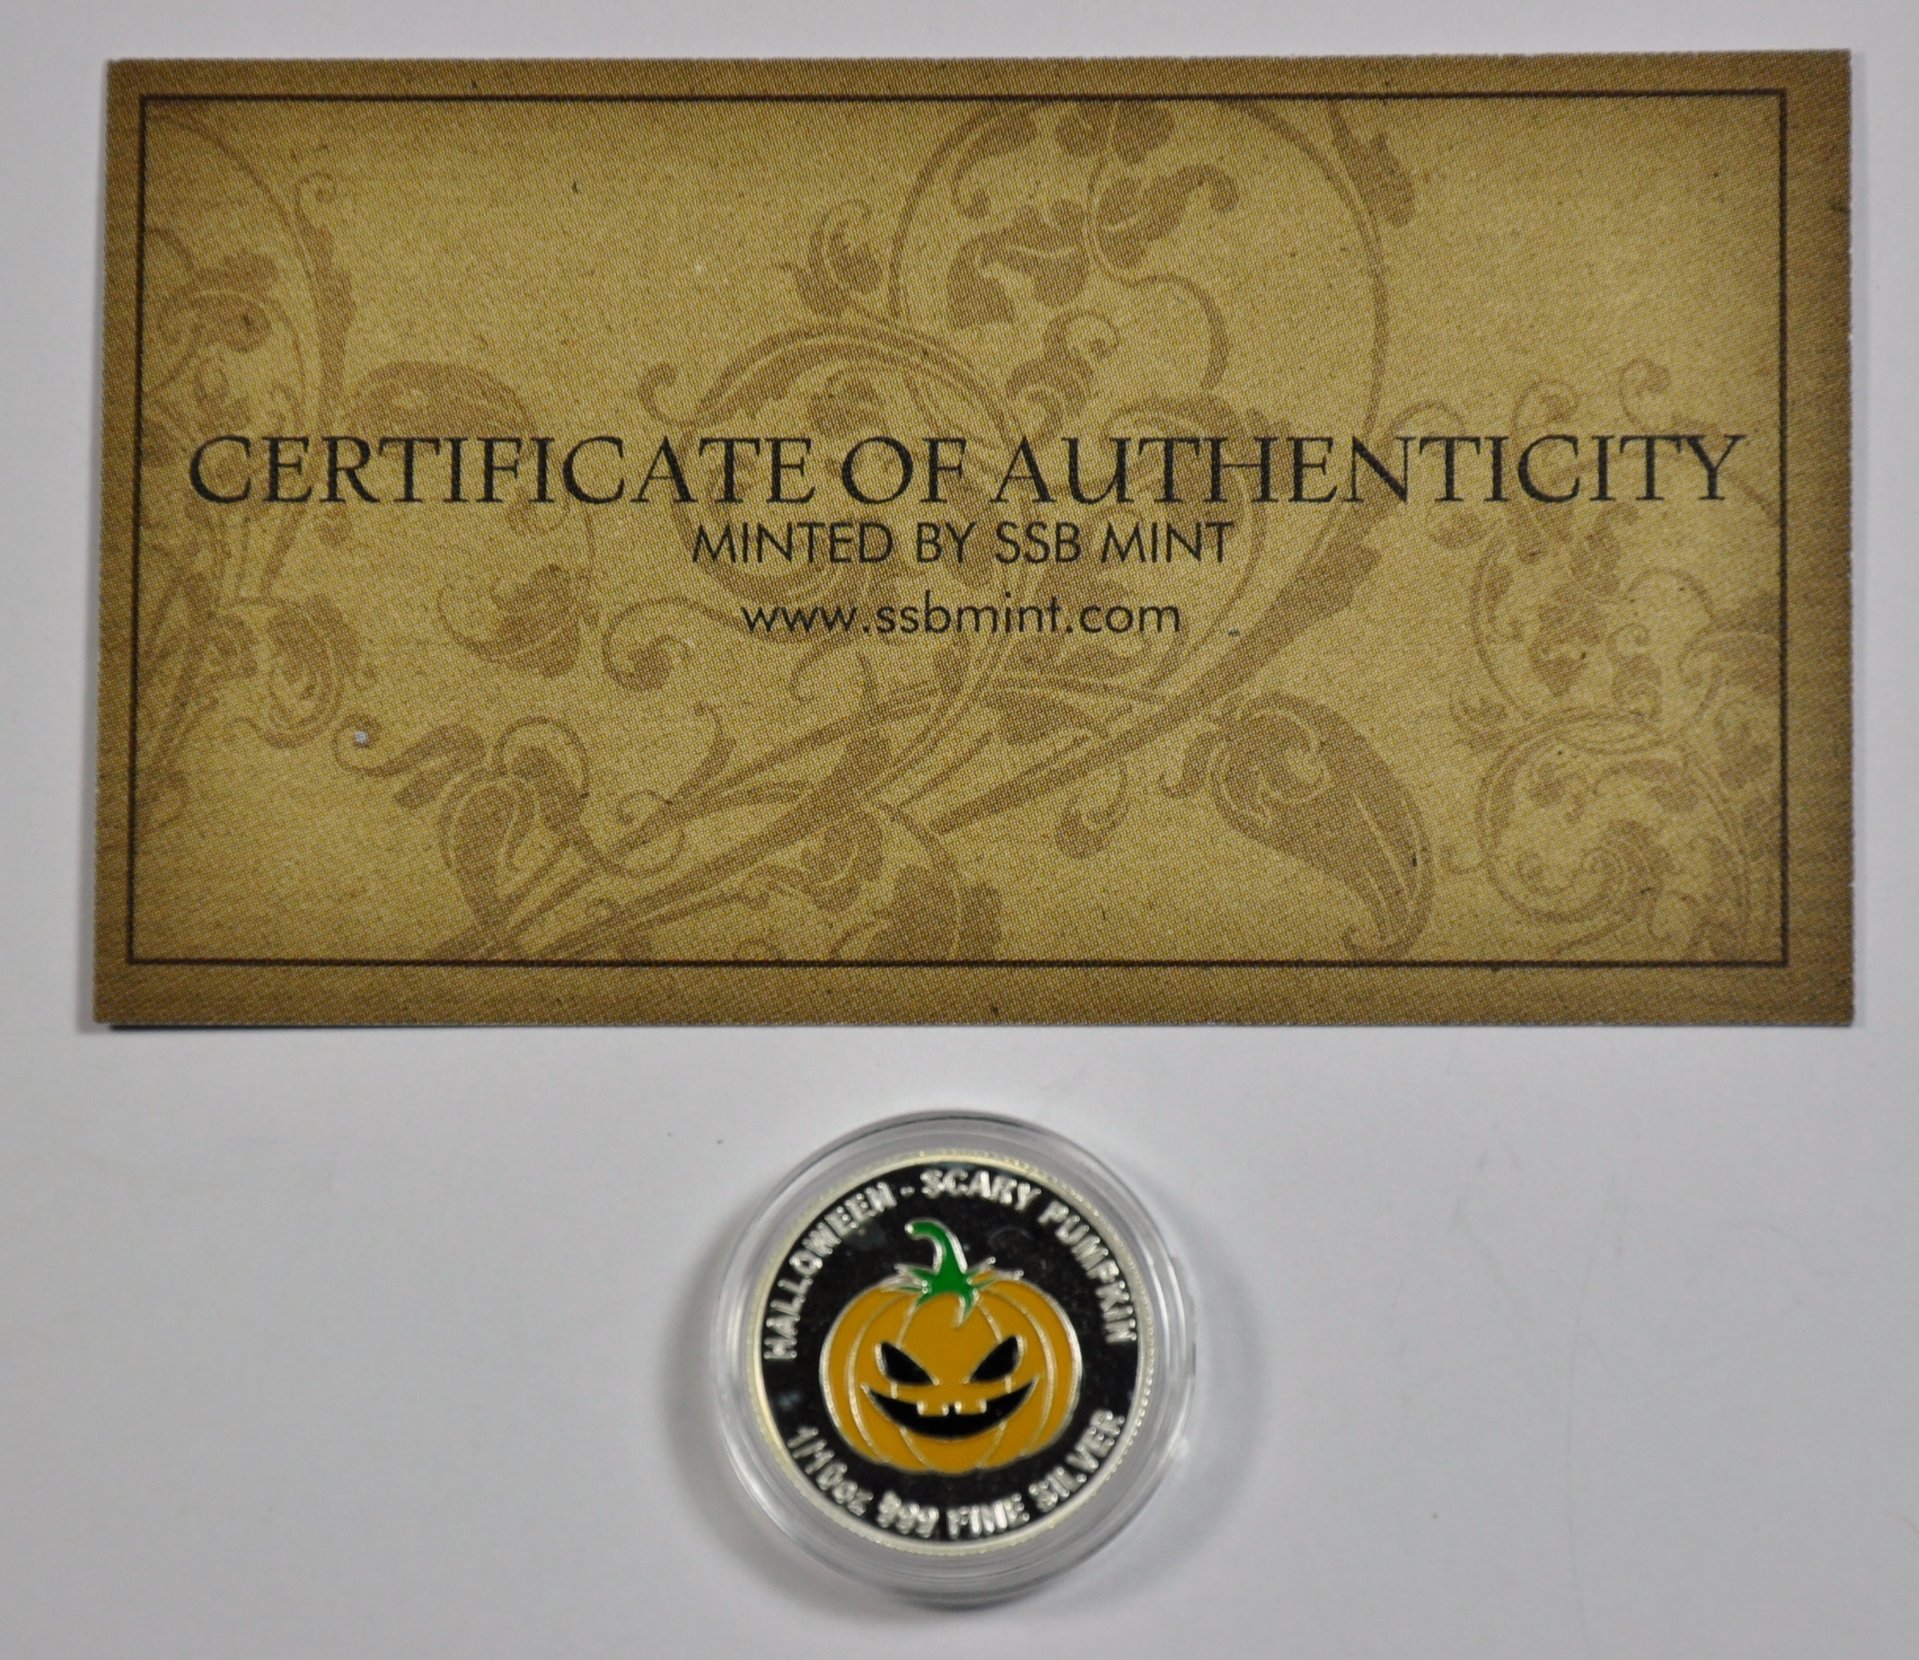 CERTIFICATE OF AUTHENTICITY
MINTED BY SSB MINT
www.ssbmint.com
HALLOWEEN - SCARY PUMPKIN
1/10oz 999 FINE SILVER